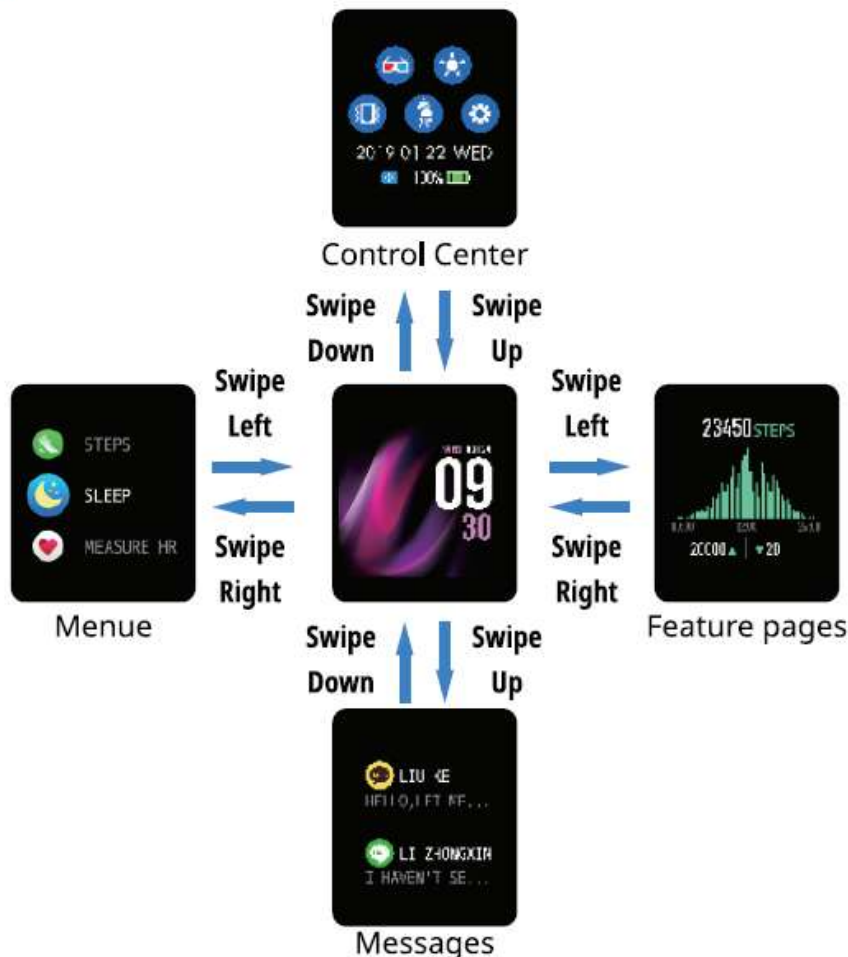 2019 01 22 WED
100%
Control Center
Swipe Down
Swipe Up
Swipe Left
Swipe Right
STEPS
SLEEP
MEASURE HR
Menue
09
30
Swipe Left
Swipe Right
23450 STEPS
20000 20
Feature pages
Swipe Down
Swipe Up
LIU KE
HELLO, LET ME...
LI ZHONGXIN
I HAVEN'T SE...
Messages